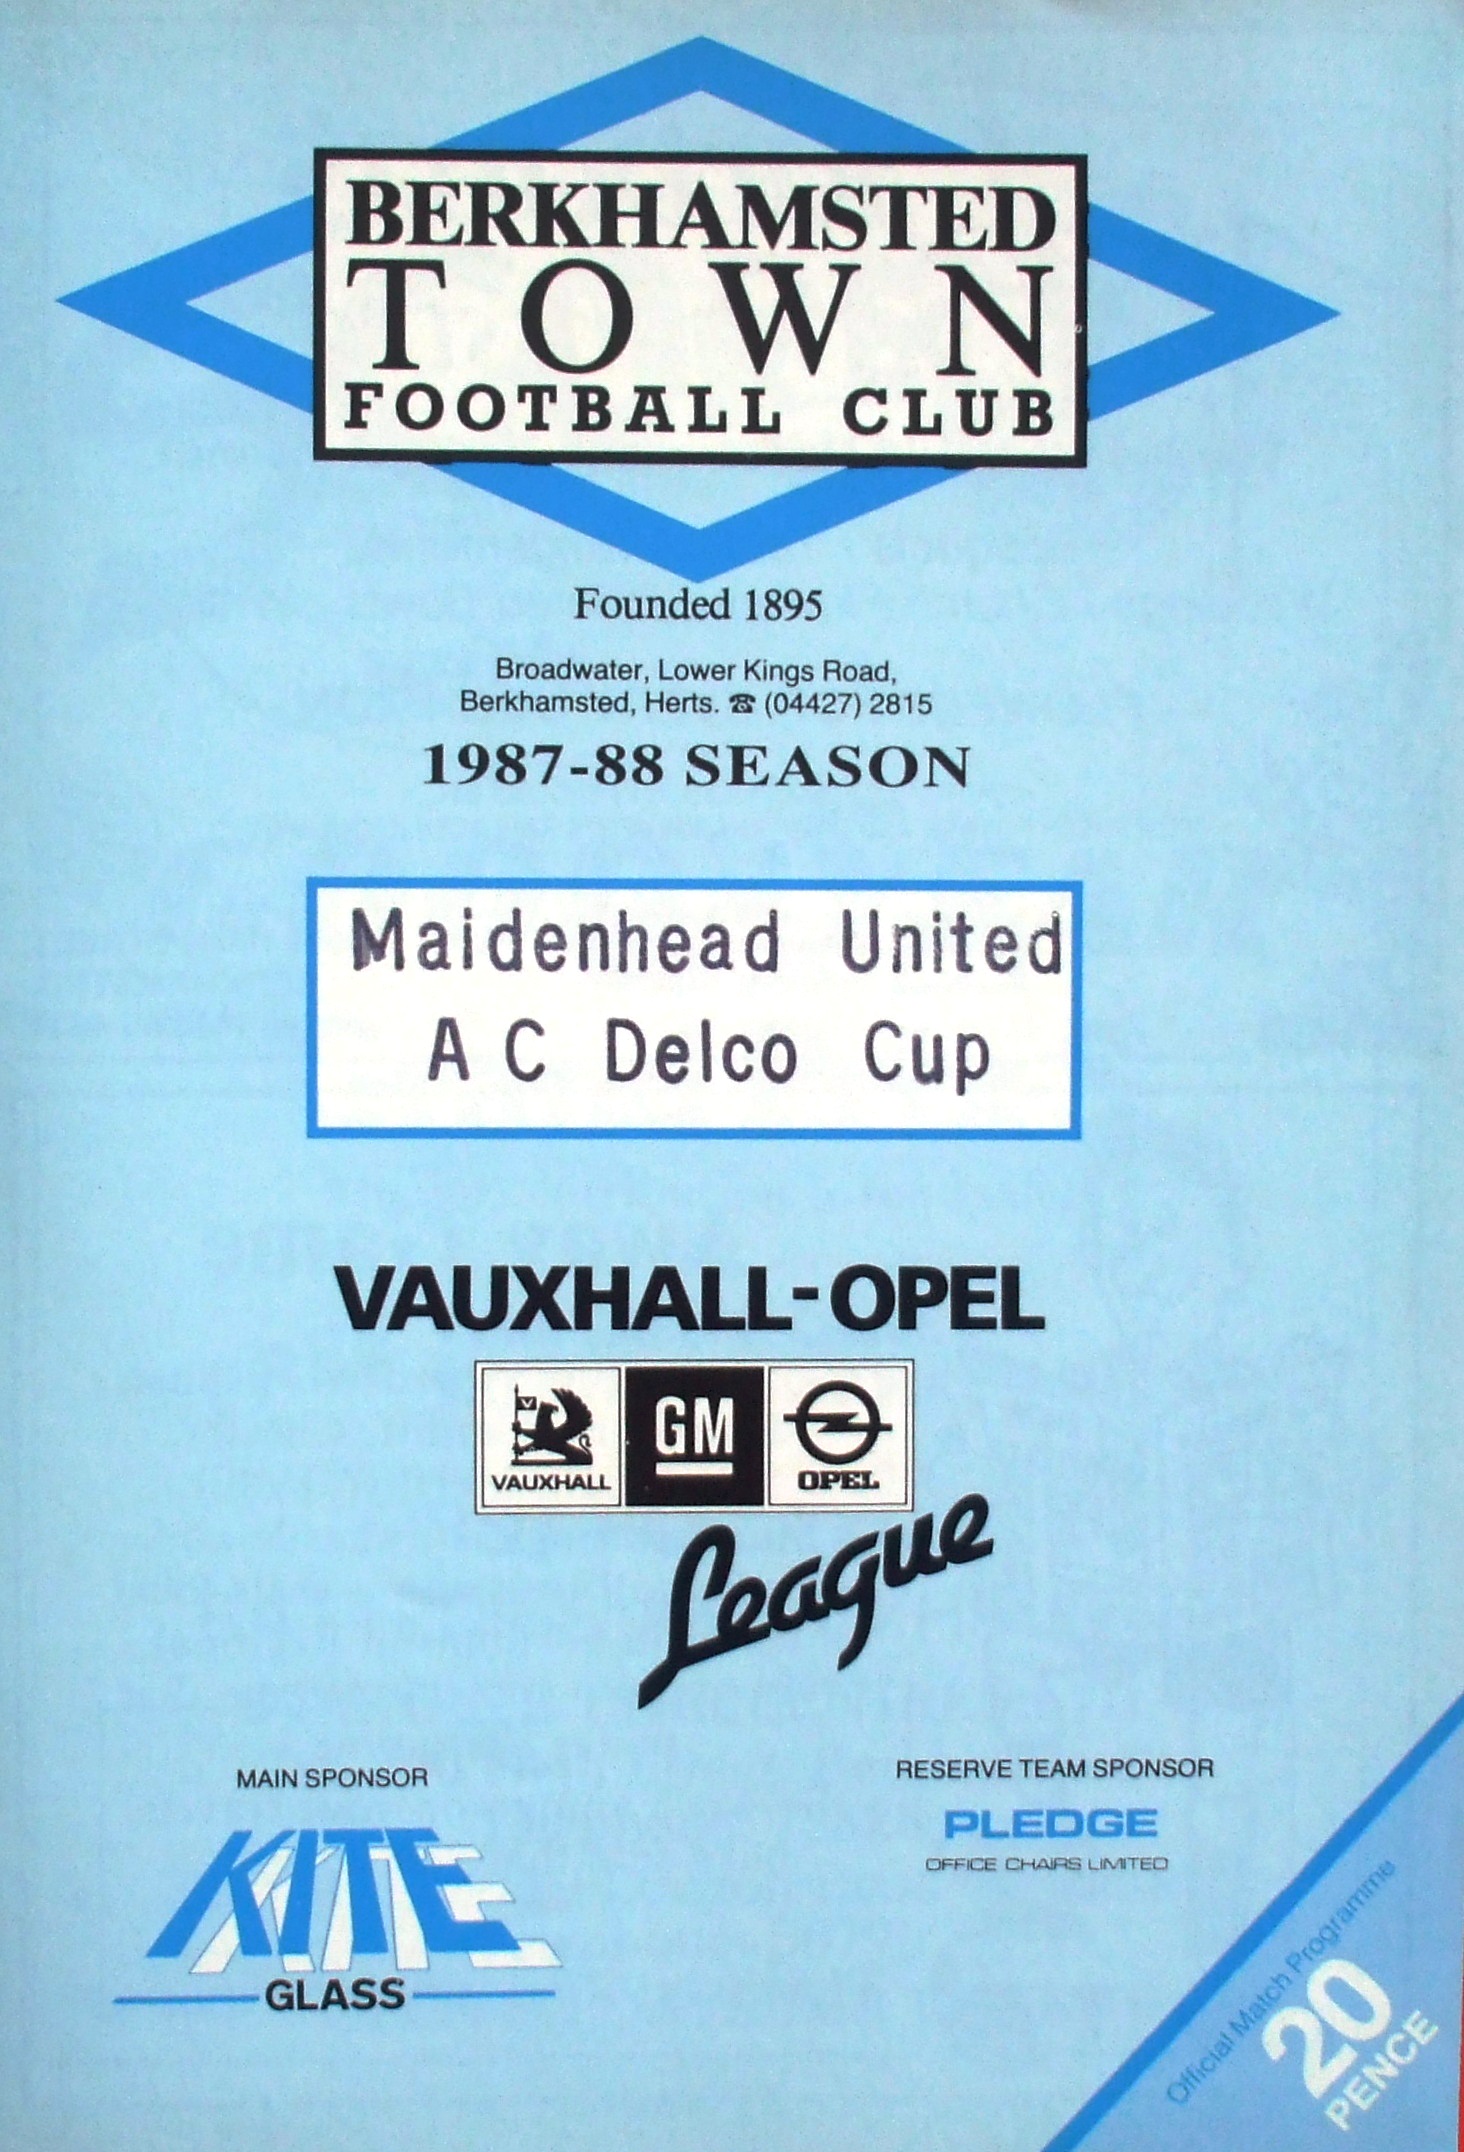 BERKHAMSTED
TOWN
FOOTBALL CLUB
Founded 1895
Broadwater, Lower Kings Road,
Berkhamsted, Herts. ☎ (04427) 2815
1987-88 SEASON
Maidenhead United
A C Delco Cup
VAUXHALL-OPEL
V
VAUXHALL
GM
OPEL
League
MAIN SPONSOR
KITE
GLASS
RESERVE TEAM SPONSOR
PLEDGE
OFFICE CHAIRS LIMITED
Official Match Programme
20
PENCE